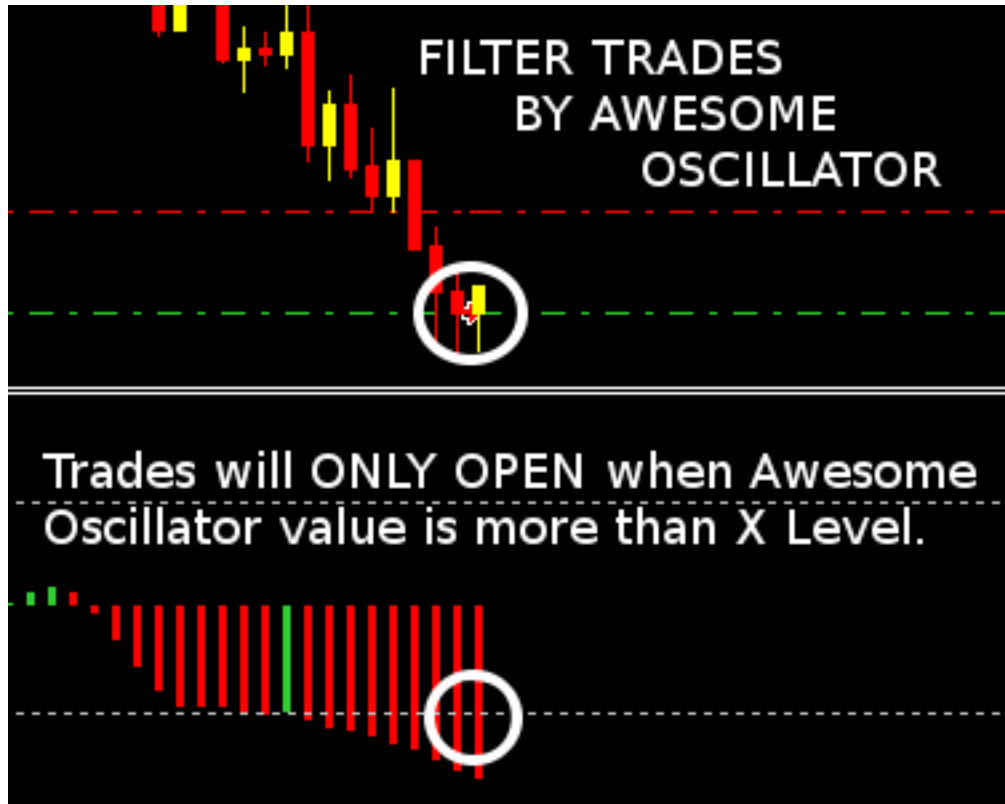 FILTER TRADES
BY AWESOME
OSCILLATOR
Trades will ONLY OPEN when Awesome
Oscillator value is more than X Level.